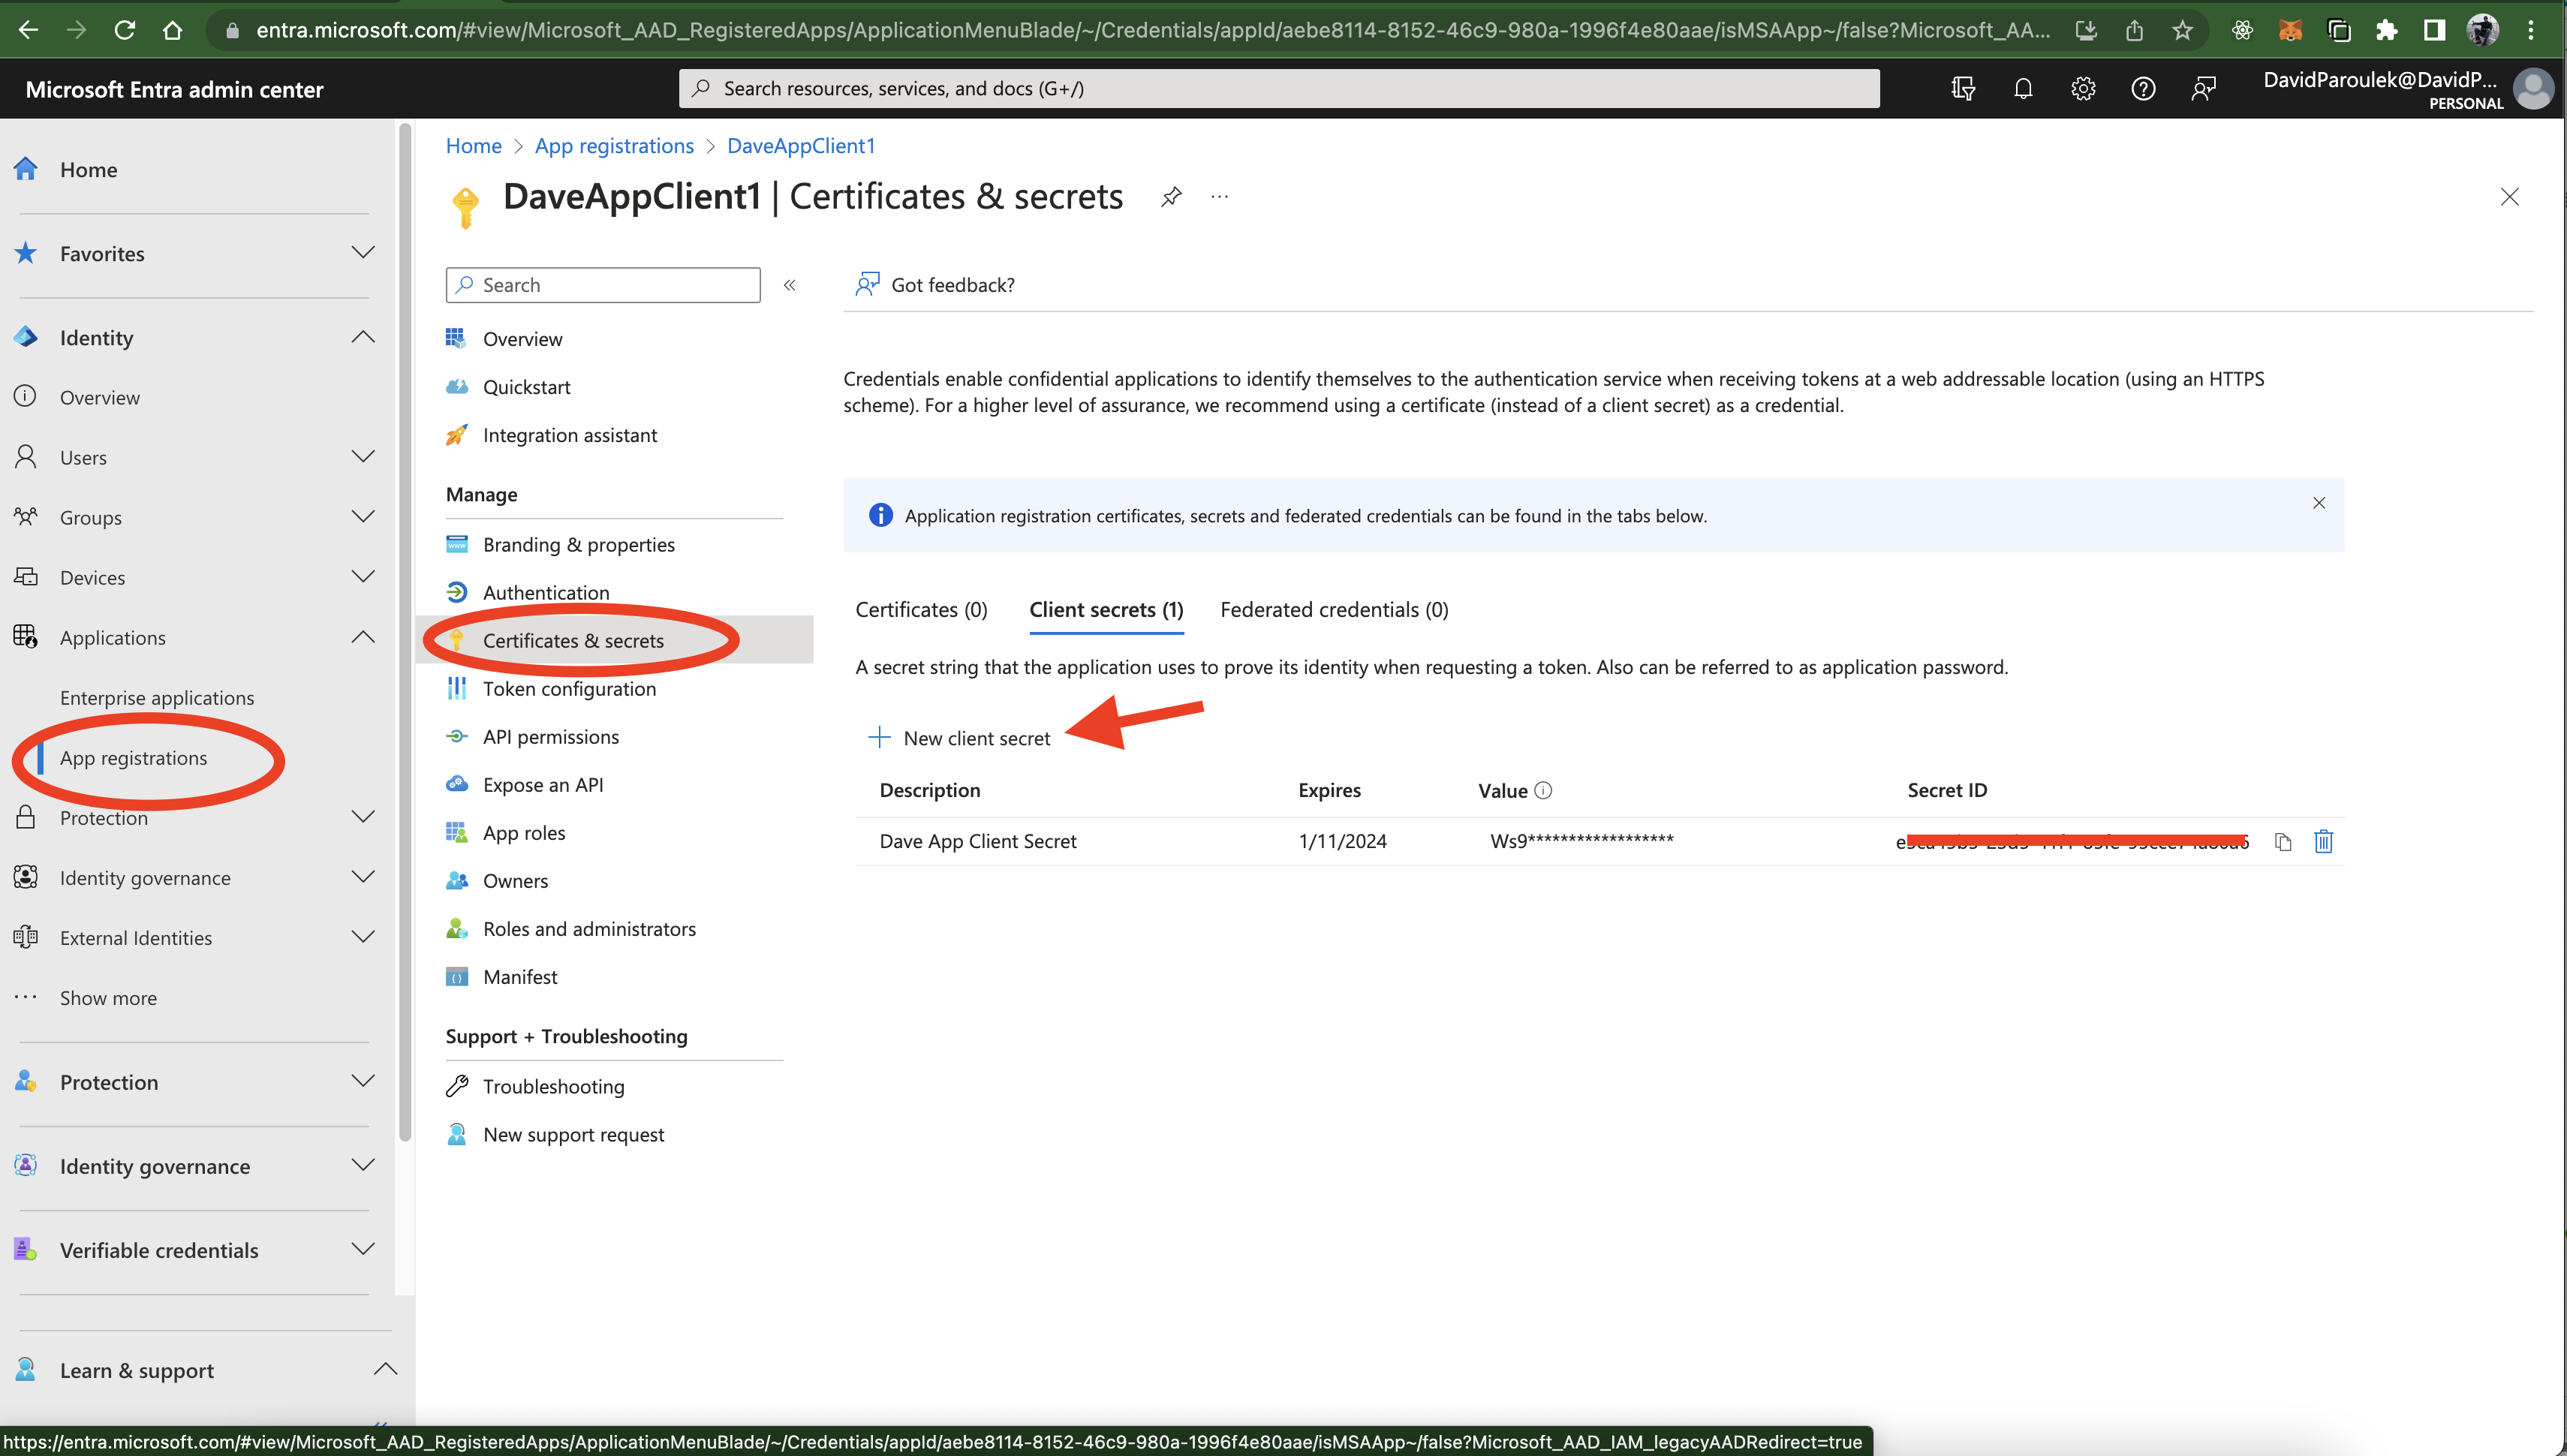 entra.microsoft.com/#view/Microsoft_AAD_RegisteredApps/ApplicationMenuBlade/~/Credentials/appId/aebe8114-8152-46c9-980a-1996f4e80aae/isMSAApp~/false?Microsoft_AA...
Microsoft Entra admin center
Search resources, services, and docs (G+/)
DavidParoulek@DavidP...
PERSONAL
Home
Favorites
Identity
Overview
Users
Groups
Devices
Applications
Enterprise applications
App registrations
Protection
Identity governance
External Identities
Show more
Protection
Identity governance
Verifiable credentials
Learn & support
Home > App registrations > DaveAppClient1
DaveAppClient1 | Certificates & secrets
Search
Overview
Quickstart
Integration assistant
Manage
Branding & properties
Authentication
Certificates & secrets
Token configuration
API permissions
Expose an API
App roles
Owners
Roles and administrators
Manifest
Support + Troubleshooting
Troubleshooting
New support request
Got feedback?
Credentials enable confidential applications to identify themselves to the authentication service when receiving tokens at a web addressable location (using an HTTPS
scheme). For a higher level of assurance, we recommend using a certificate (instead of a client secret) as a credential.
Application registration certificates, secrets and federated credentials can be found in the tabs below.
Certificates (0) Client secrets (1) Federated credentials (0)
A secret string that the application uses to prove its identity when requesting a token. Also can be referred to as application password.
New client secret
Description Expires Value Secret ID
Dave App Client Secret 1/11/2024 Ws9******************
https://entra.microsoft.com/#view/Microsoft_AAD_RegisteredApps/ApplicationMenuBlade/~/Credentials/appId/aebe8114-8152-46c9-980a-1996f4e80aae/isMSAApp~/false?Microsoft_AAD_IAM_legacyAADRedirect=true